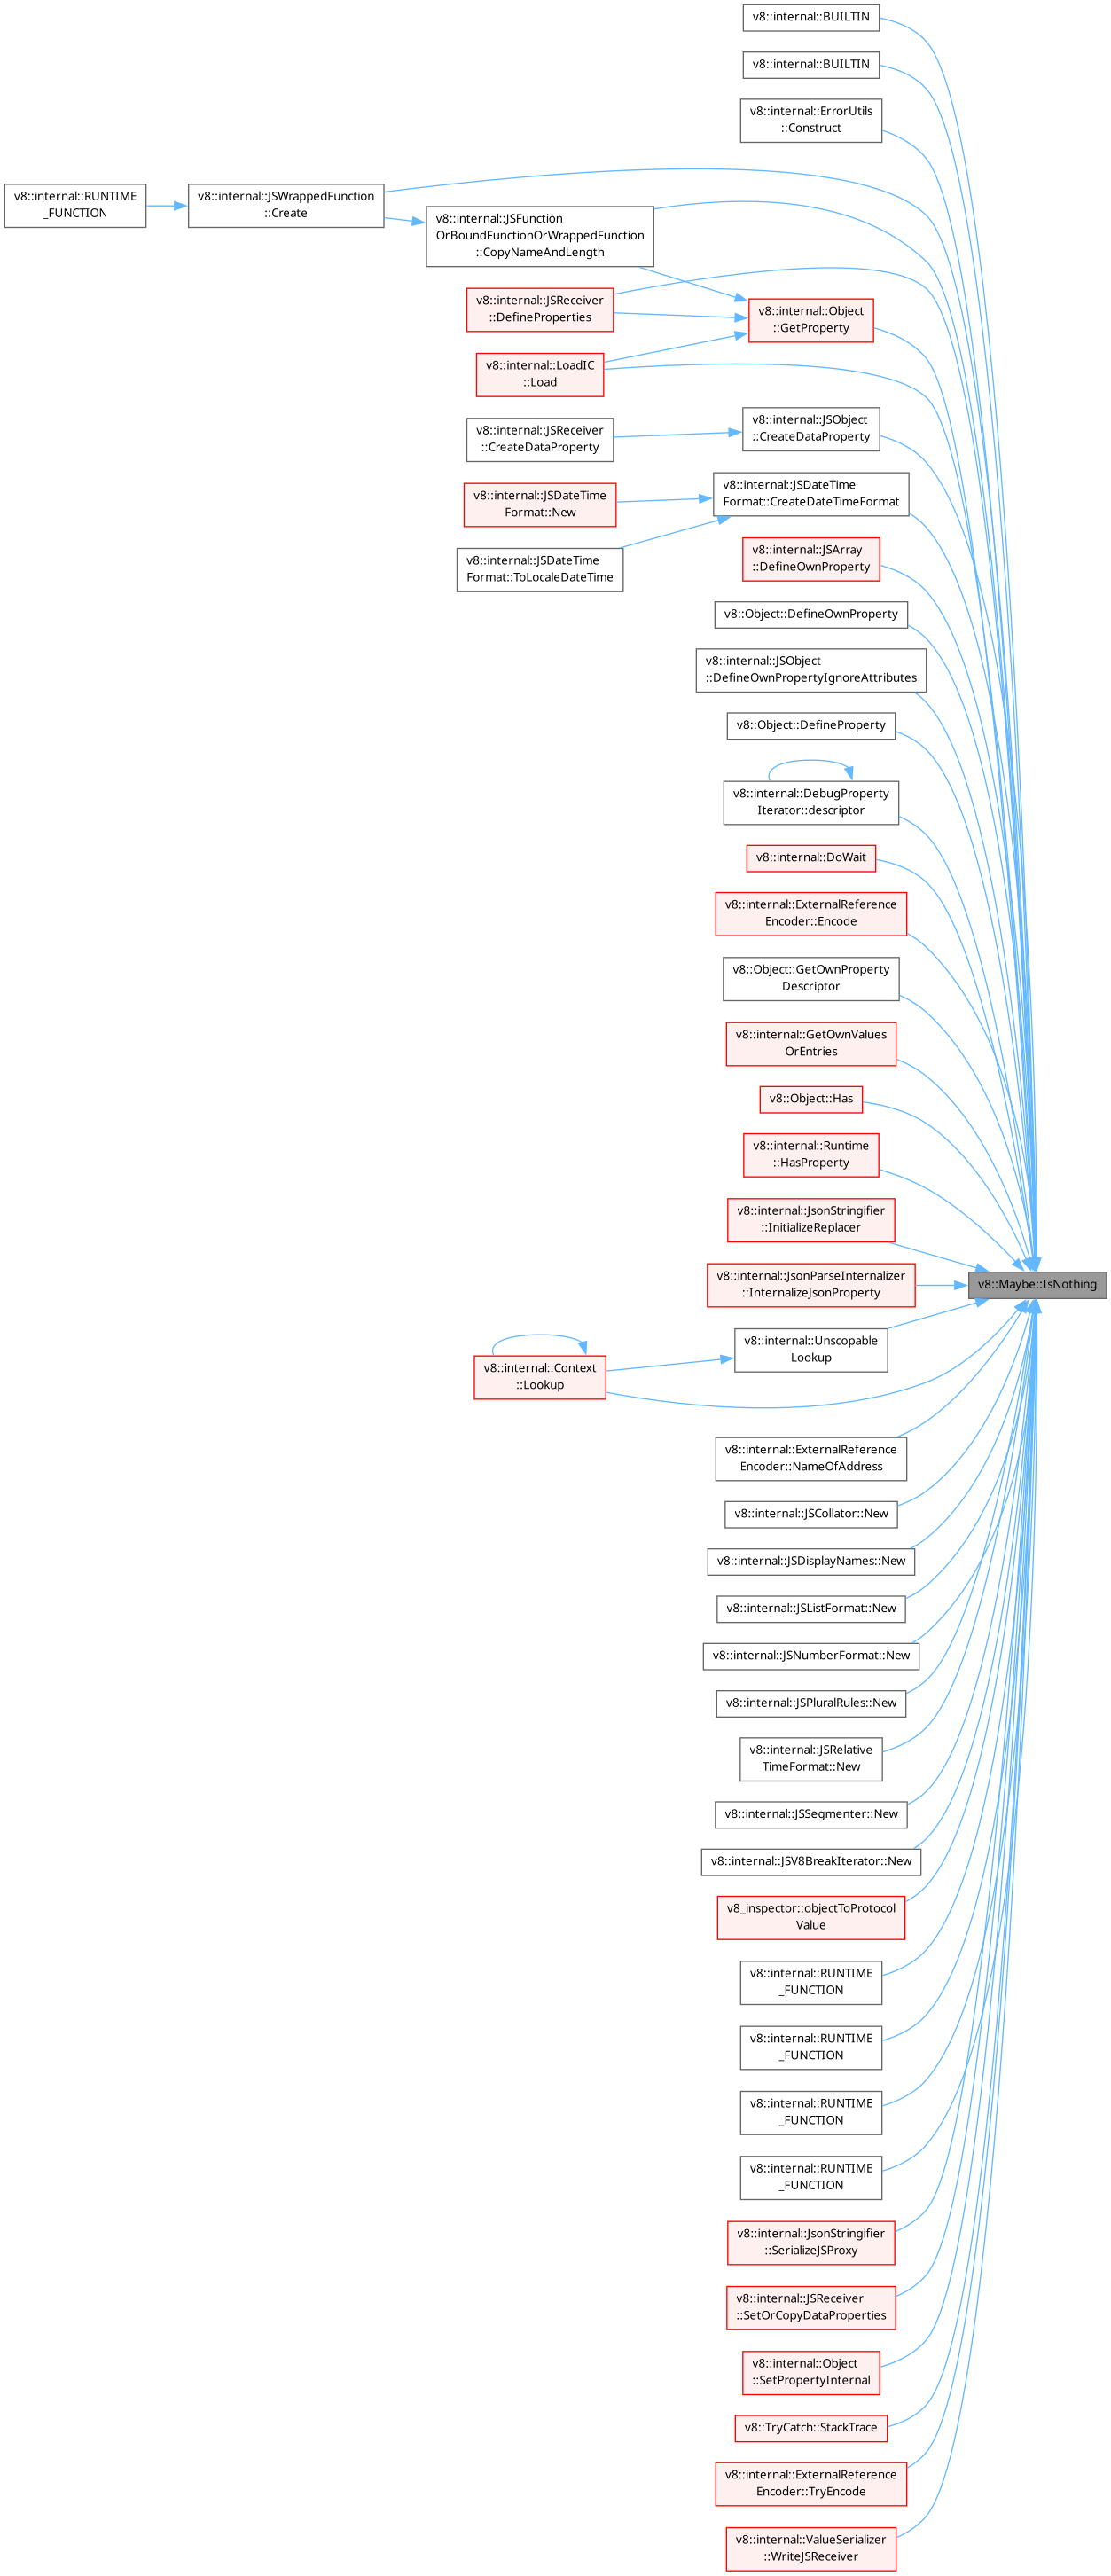 v8::internal::BUILTIN
v8::internal::BUILTIN
v8::internal::ErrorUtils
::Construct
v8::internal::RUNTIME
_FUNCTION
v8::internal::JSWrappedFunction
::Create
v8::internal::JSFunction
OrBoundFunctionOrWrappedFunction
::CopyNameAndLength
v8::internal::JSReceiver
::DefineProperties
v8::internal::Object
::GetProperty
v8::internal::LoadIC
::Load
v8::internal::JSReceiver
::CreateDataProperty
v8::internal::JSObject
::CreateDataProperty
v8::internal::JSDateTime
Format::New
v8::internal::JSDateTime
Format::CreateDateTimeFormat
v8::internal::JSDateTime
Format::ToLocaleDateTime
v8::internal::JSArray
::DefineOwnProperty
v8::Object::DefineOwnProperty
v8::internal::JSObject
::DefineOwnPropertyIgnoreAttributes
v8::Object::DefineProperty
v8::internal::DebugProperty
Iterator::descriptor
v8::internal::DoWait
v8::internal::ExternalReference
Encoder::Encode
v8::Object::GetOwnProperty
Descriptor
v8::internal::GetOwnValues
OrEntries
v8::Object::Has
v8::internal::Runtime
::HasProperty
v8::internal::JsonStringifier
::InitializeReplacer
v8::Maybe::IsNothing
v8::internal::JsonParseInternalizer
::InternalizeJsonProperty
v8::internal::Unscopable
Lookup
v8::internal::Context
::Lookup
v8::internal::ExternalReference
Encoder::NameOfAddress
v8::internal::JSCollator::New
v8::internal::JSDisplayNames::New
v8::internal::JSListFormat::New
v8::internal::JSNumberFormat::New
v8::internal::JSPluralRules::New
v8::internal::JSRelative
TimeFormat::New
v8::internal::JSSegmenter::New
v8::internal::JSV8BreakIterator::New
v8_inspector::objectToProtocol
Value
v8::internal::RUNTIME
_FUNCTION
v8::internal::RUNTIME
_FUNCTION
v8::internal::RUNTIME
_FUNCTION
v8::internal::RUNTIME
_FUNCTION
v8::internal::JsonStringifier
::SerializeJSProxy
v8::internal::JSReceiver
::SetOrCopyDataProperties
v8::internal::Object
::SetPropertyInternal
v8::TryCatch::StackTrace
v8::internal::ExternalReference
Encoder::TryEncode
v8::internal::ValueSerializer
::WriteJSReceiver